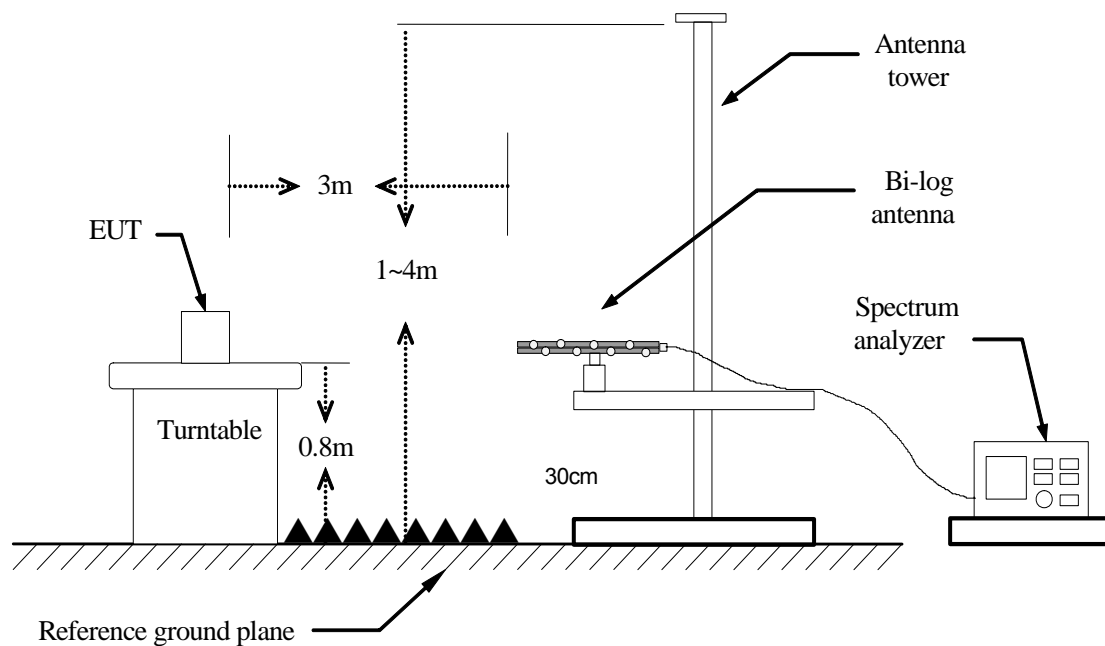 Antenna
tower
3m
Bi-log
antenna
EUT
1~4m
Spectrum
analyzer
Turntable
0.8m
30cm
Reference ground plane